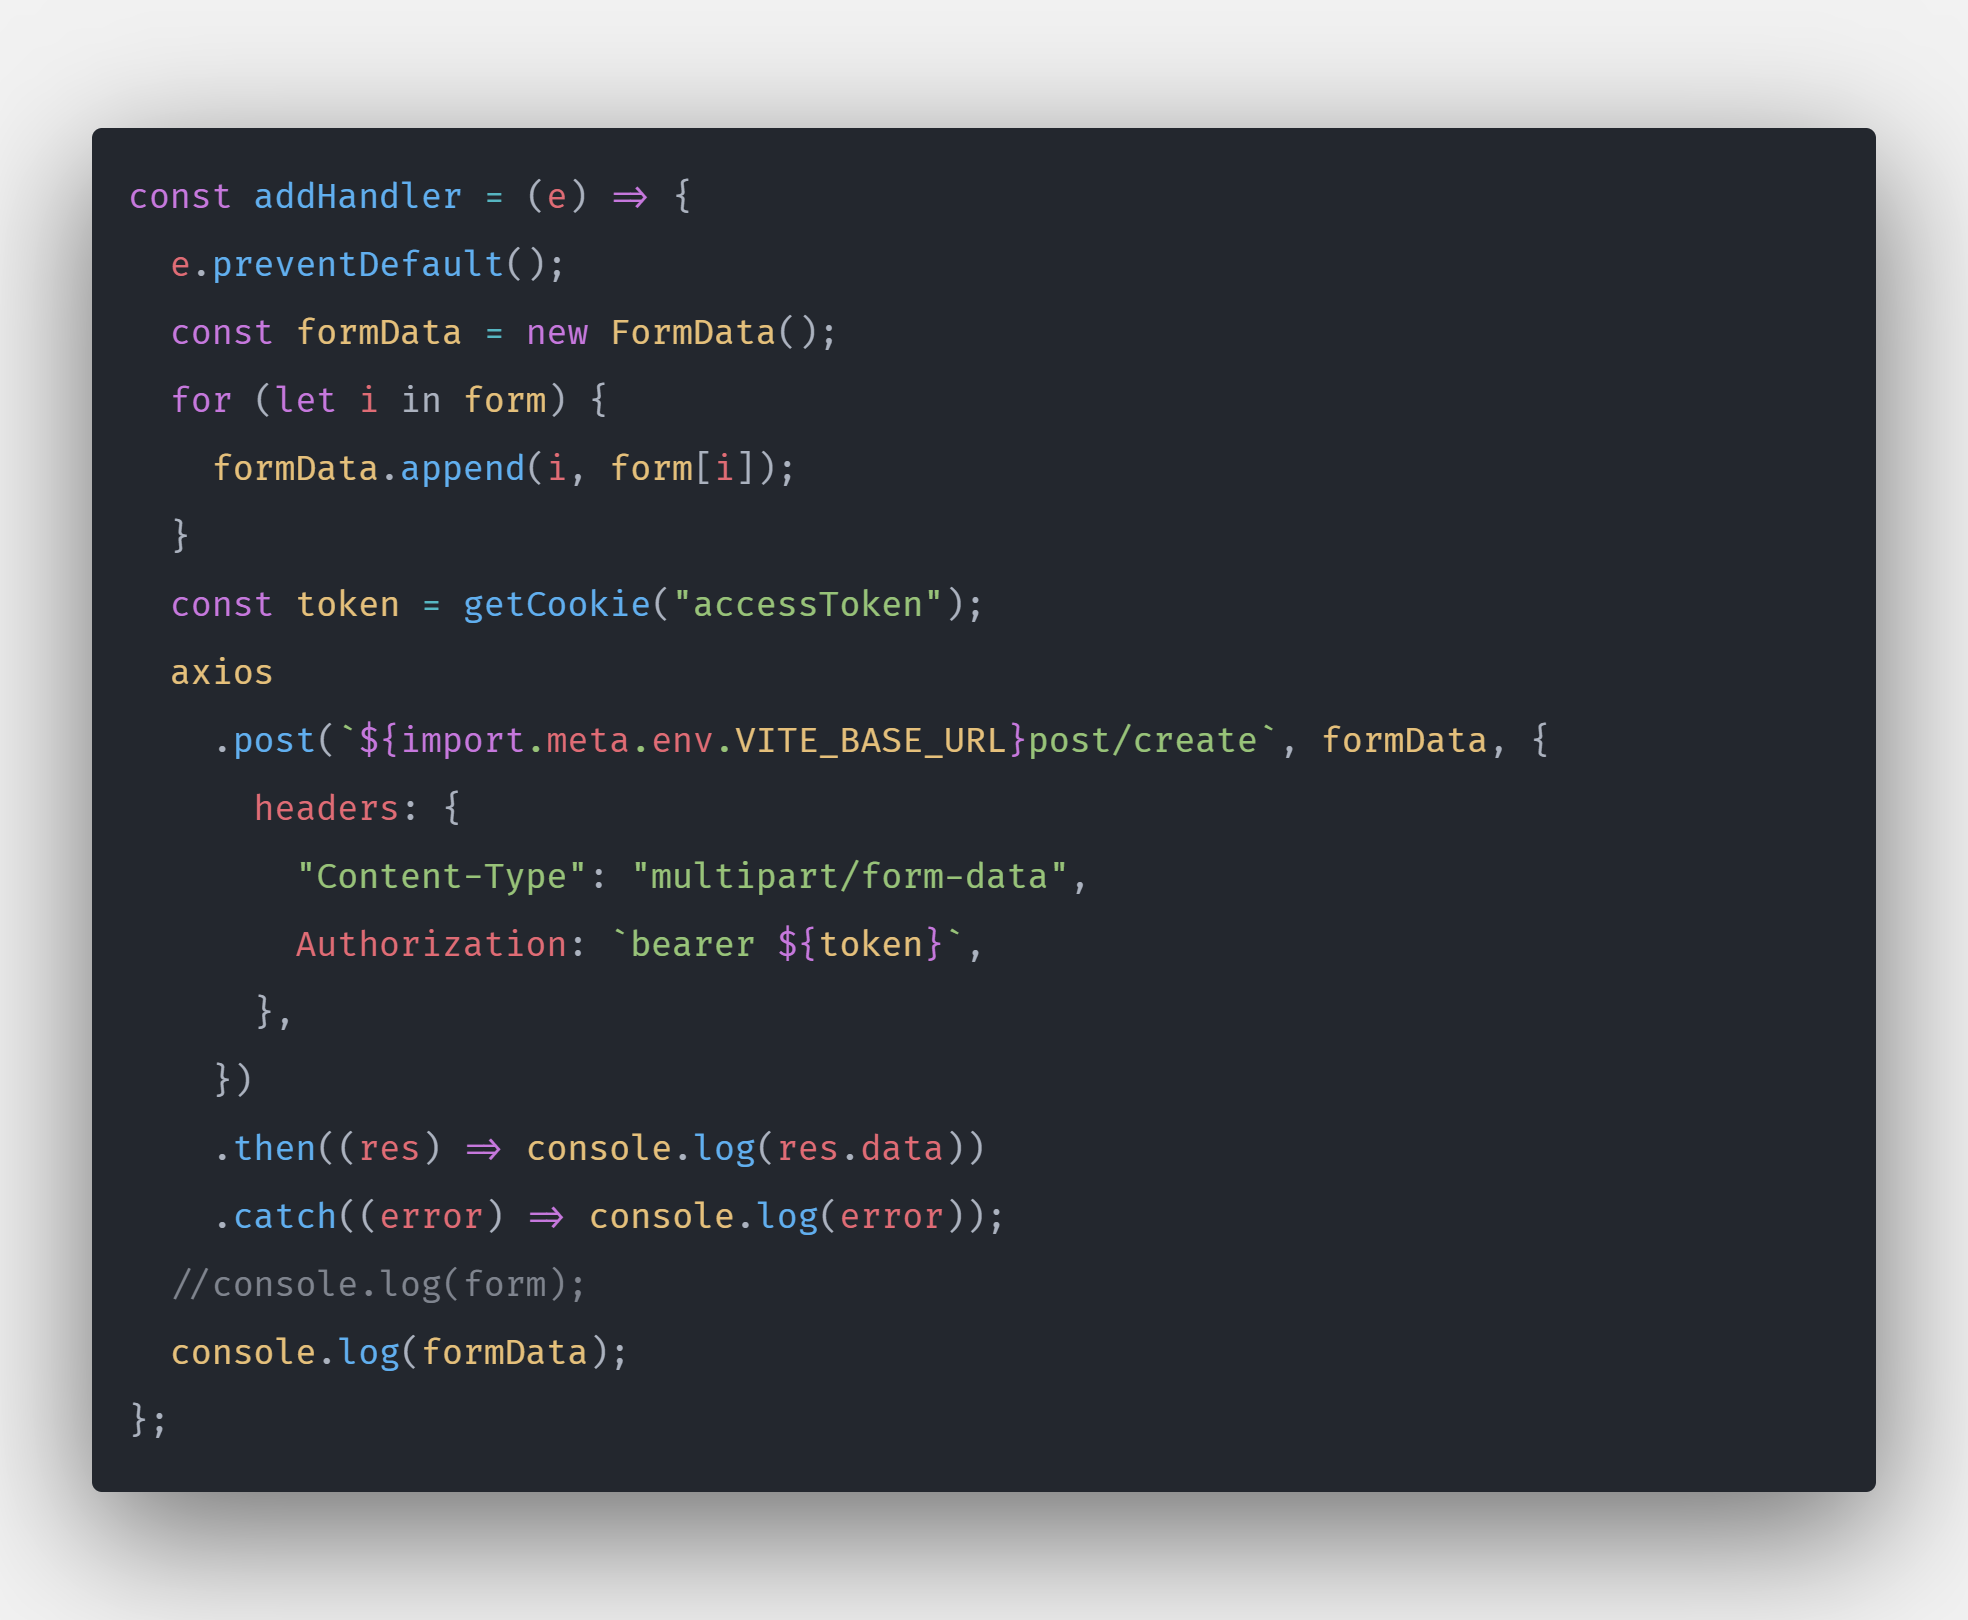 const addHandler = (e) => {
  e.preventDefault();
  const formData = new FormData();
  for (let i in form) {
    formData.append(i, form[i]);
  }
  const token = getCookie("accessToken");
  axios
    .post(`${import.meta.env.VITE_BASE_URL}post/create`, formData, {
      headers: {
        "Content-Type": "multipart/form-data",
        Authorization: `bearer ${token}`,
      },
    })
    .then((res) => console.log(res.data))
    .catch((error) => console.log(error));
  //console.log(form);
  console.log(formData);
};